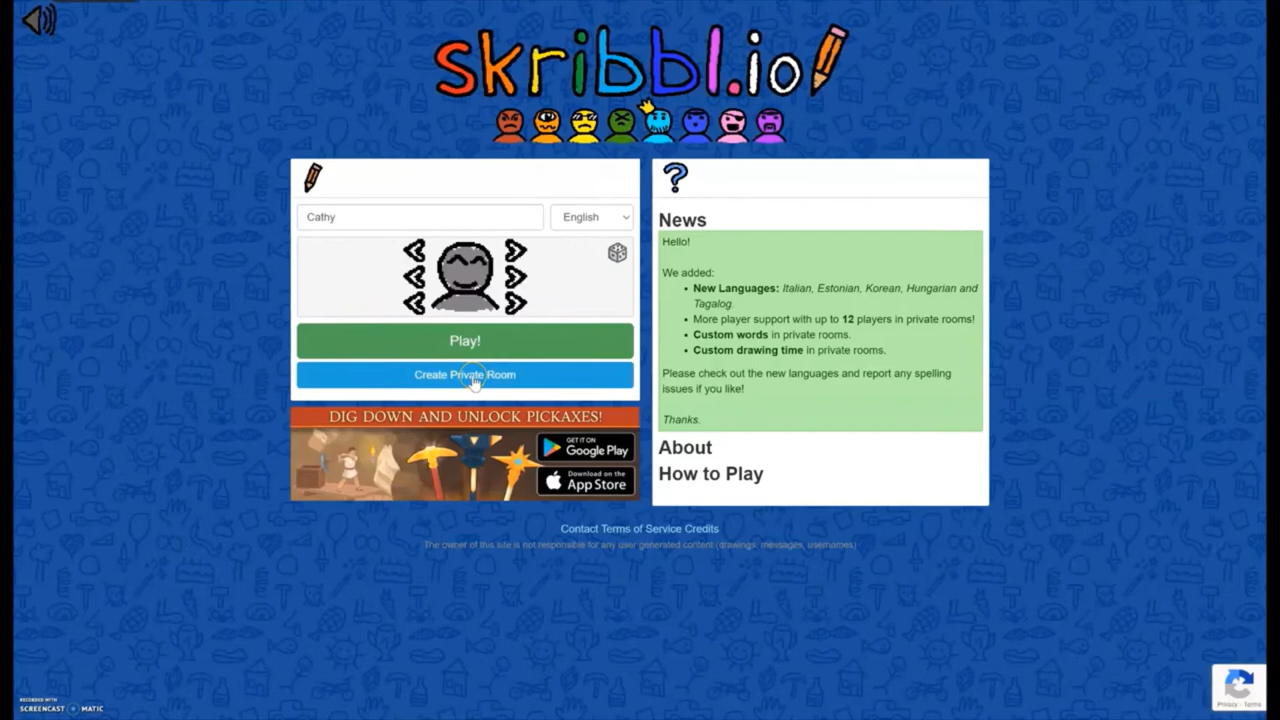 skribbl.io
Cathy
English
Play!
Create Private Room
DIG DOWN AND UNLOCK PICKAXES!
GET IT ON
Google Play
Download on the
App Store
?
News
Hello!
We added:
New Languages: Italian, Estonian, Korean, Hungarian and
Tagalog.
More player support with up to 12 players in private rooms!
Custom words in private rooms.
Custom drawing time in private rooms.
Please check out the new languages and report any spelling
issues if you like!
Thanks.
About
How to Play
Contact Terms of Service Credits
The owner of this site is not responsible for any user generated content (drawings, messages, usernames)
RECORDED WITH
SCREENCAST MATIC
Privacy - Terms